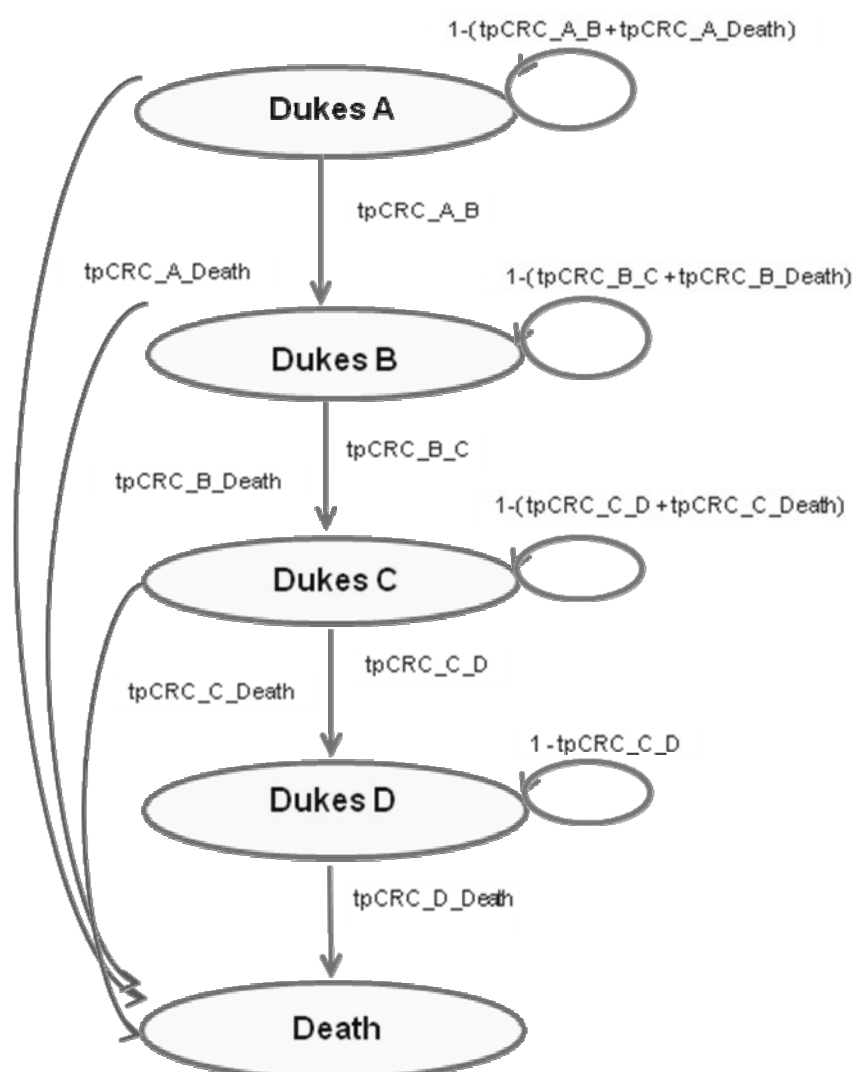 1-(tpCRC_A_B+tpCRC_A_Death)
Dukes A
tpCRC_A_B
tpCRC_A_Death
1-(tpCRC_B_C+tpCRC_B_Death)
Dukes B
tpCRC_B_C
tpCRC_B_Death
1-(tpCRC_C_D+tpCRC_C_Death)
Dukes C
tpCRC_C_D
tpCRC_C_Death
1-tpCRC_C_D
Dukes D
tpCRC_D_Death
Death